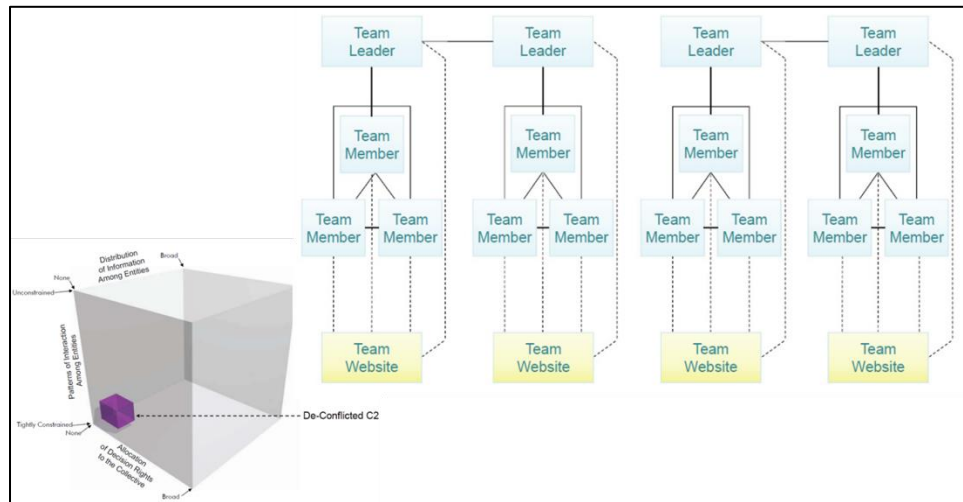 Team
Leader
Team
Leader
Team
Leader
Team
Leader
Team
Member
Team
Member
Team
Member
Team
Member
Team
Member
Team
Member
Team
Member
Team
Member
Team
Member
Team
Member
Team
Member
Team
Member
Team
Website
Team
Website
Team
Website
Team
Website
Distribution
of Information
Among Entities
Broad
None
Unconstrained
Patterns of Interaction
Among Entities
Tightly Constrained
None
De-Conflicted C2
Allocation
of Decision Rights
to the Collective
Broad